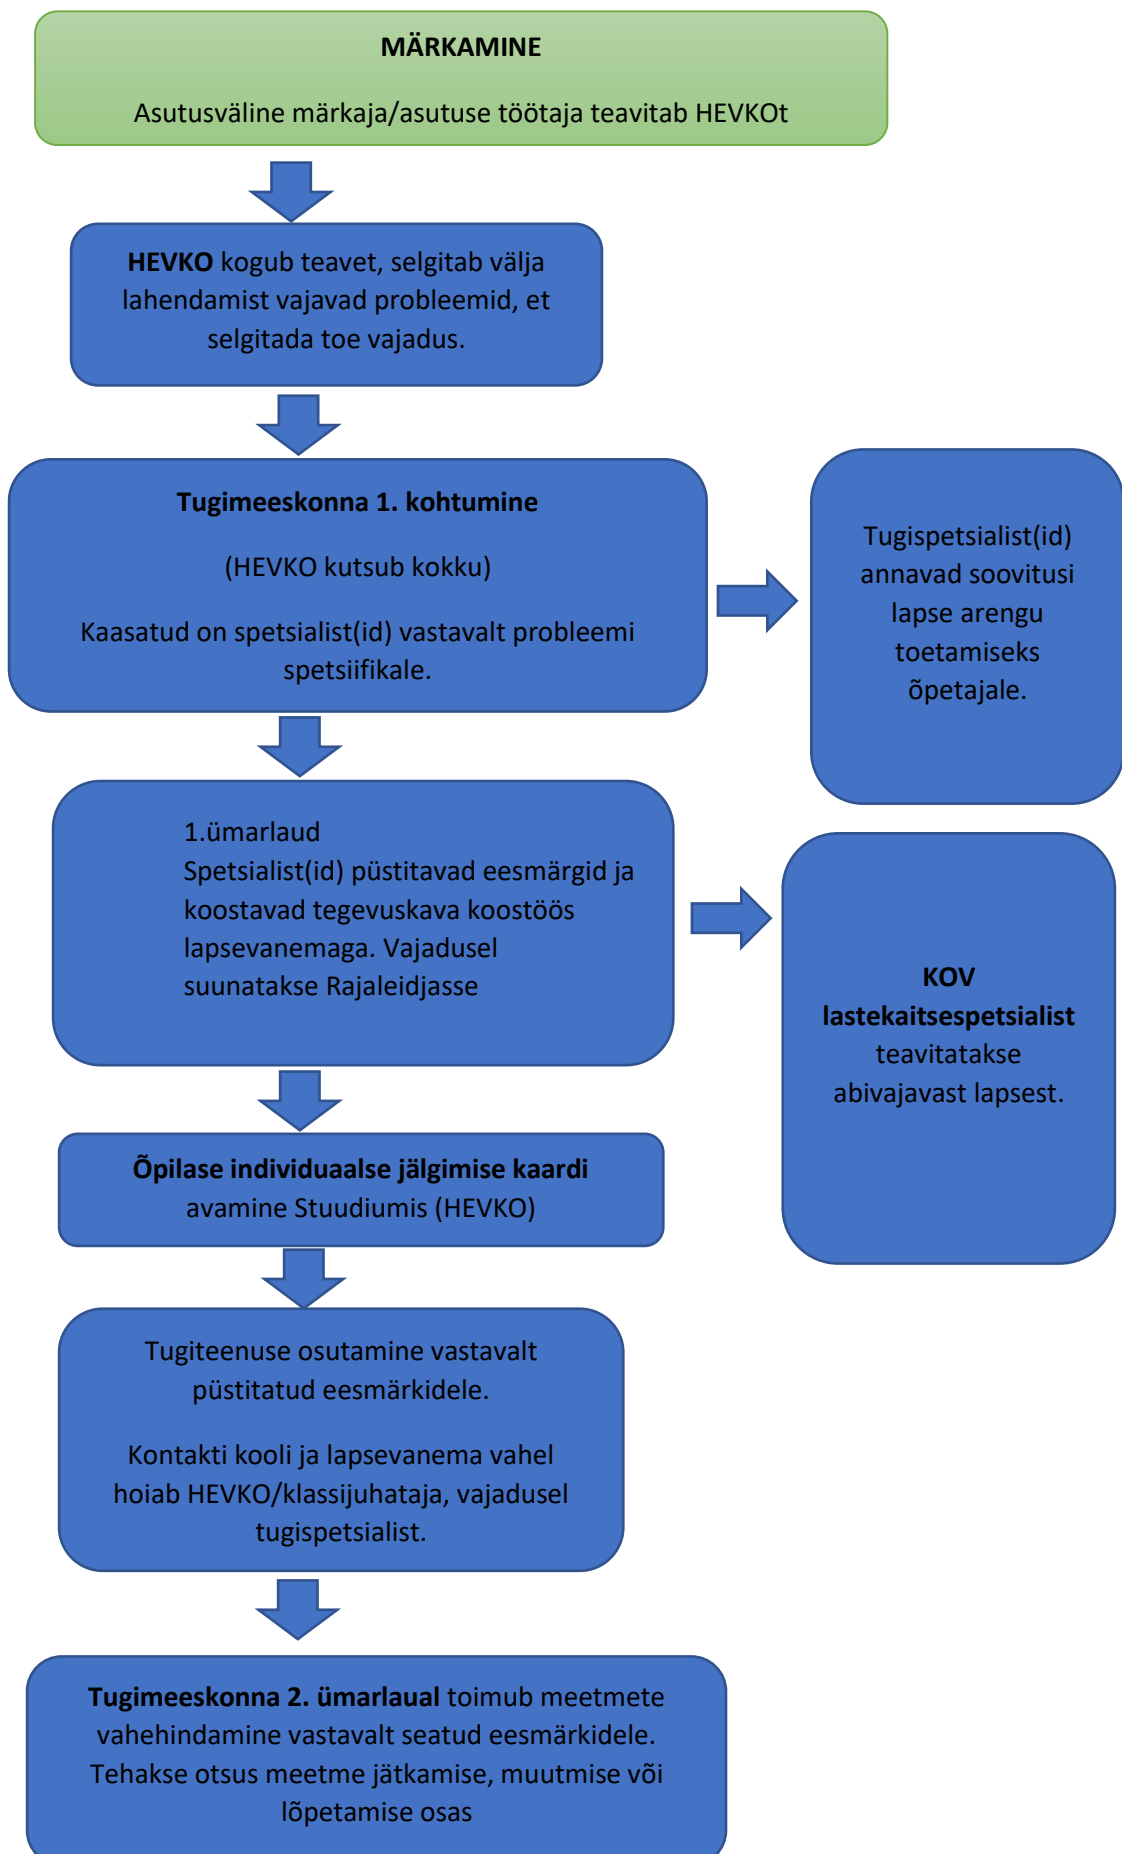 MÄRKAMINE
Asutusväline märkaja/asutuse töötaja teavitab HEVKOt
HEVKO kogub teavet, selgitab välja
lahendamist vajavad probleemid, et
selgitada toe vajadus.
Tugimeeskonna 1. kohtumine
(HEVKO kutsub kokku)
Kaasatud on spetsialist(id) vastavalt probleemi
spetsiifikale.
Tugispetsialist(id)
annavad soovitusi
lapse arengu
toetamiseks
õpetajale.
1.ümarlaud
Spetsialist(id) püstitavad eesmärgid ja
koostavad tegevuskava koostöös
lapsevanemaga. Vajadusel
suunatakse Rajaleidjasse
KOV
lastekaitsespetsialist
teavitatakse
abivajavast lapsest.
Õpilase individuaalse jälgimise kaardi
avamine Stuudiumis (HEVKO)
Tugiteenuse osutamine vastavalt
püstitatud eesmärkidele.
Kontakti kooli ja lapsevanema vahel
hoiab HEVKO/klassijuhataja, vajadusel
tugispetsialist.
Tugimeeskonna 2. ümarlaual toimub meetmete
vahehindamine vastavalt seatud eesmärkidele.
Tehakse otsus meetme jätkamise, muutmise või
lõpetamise osas